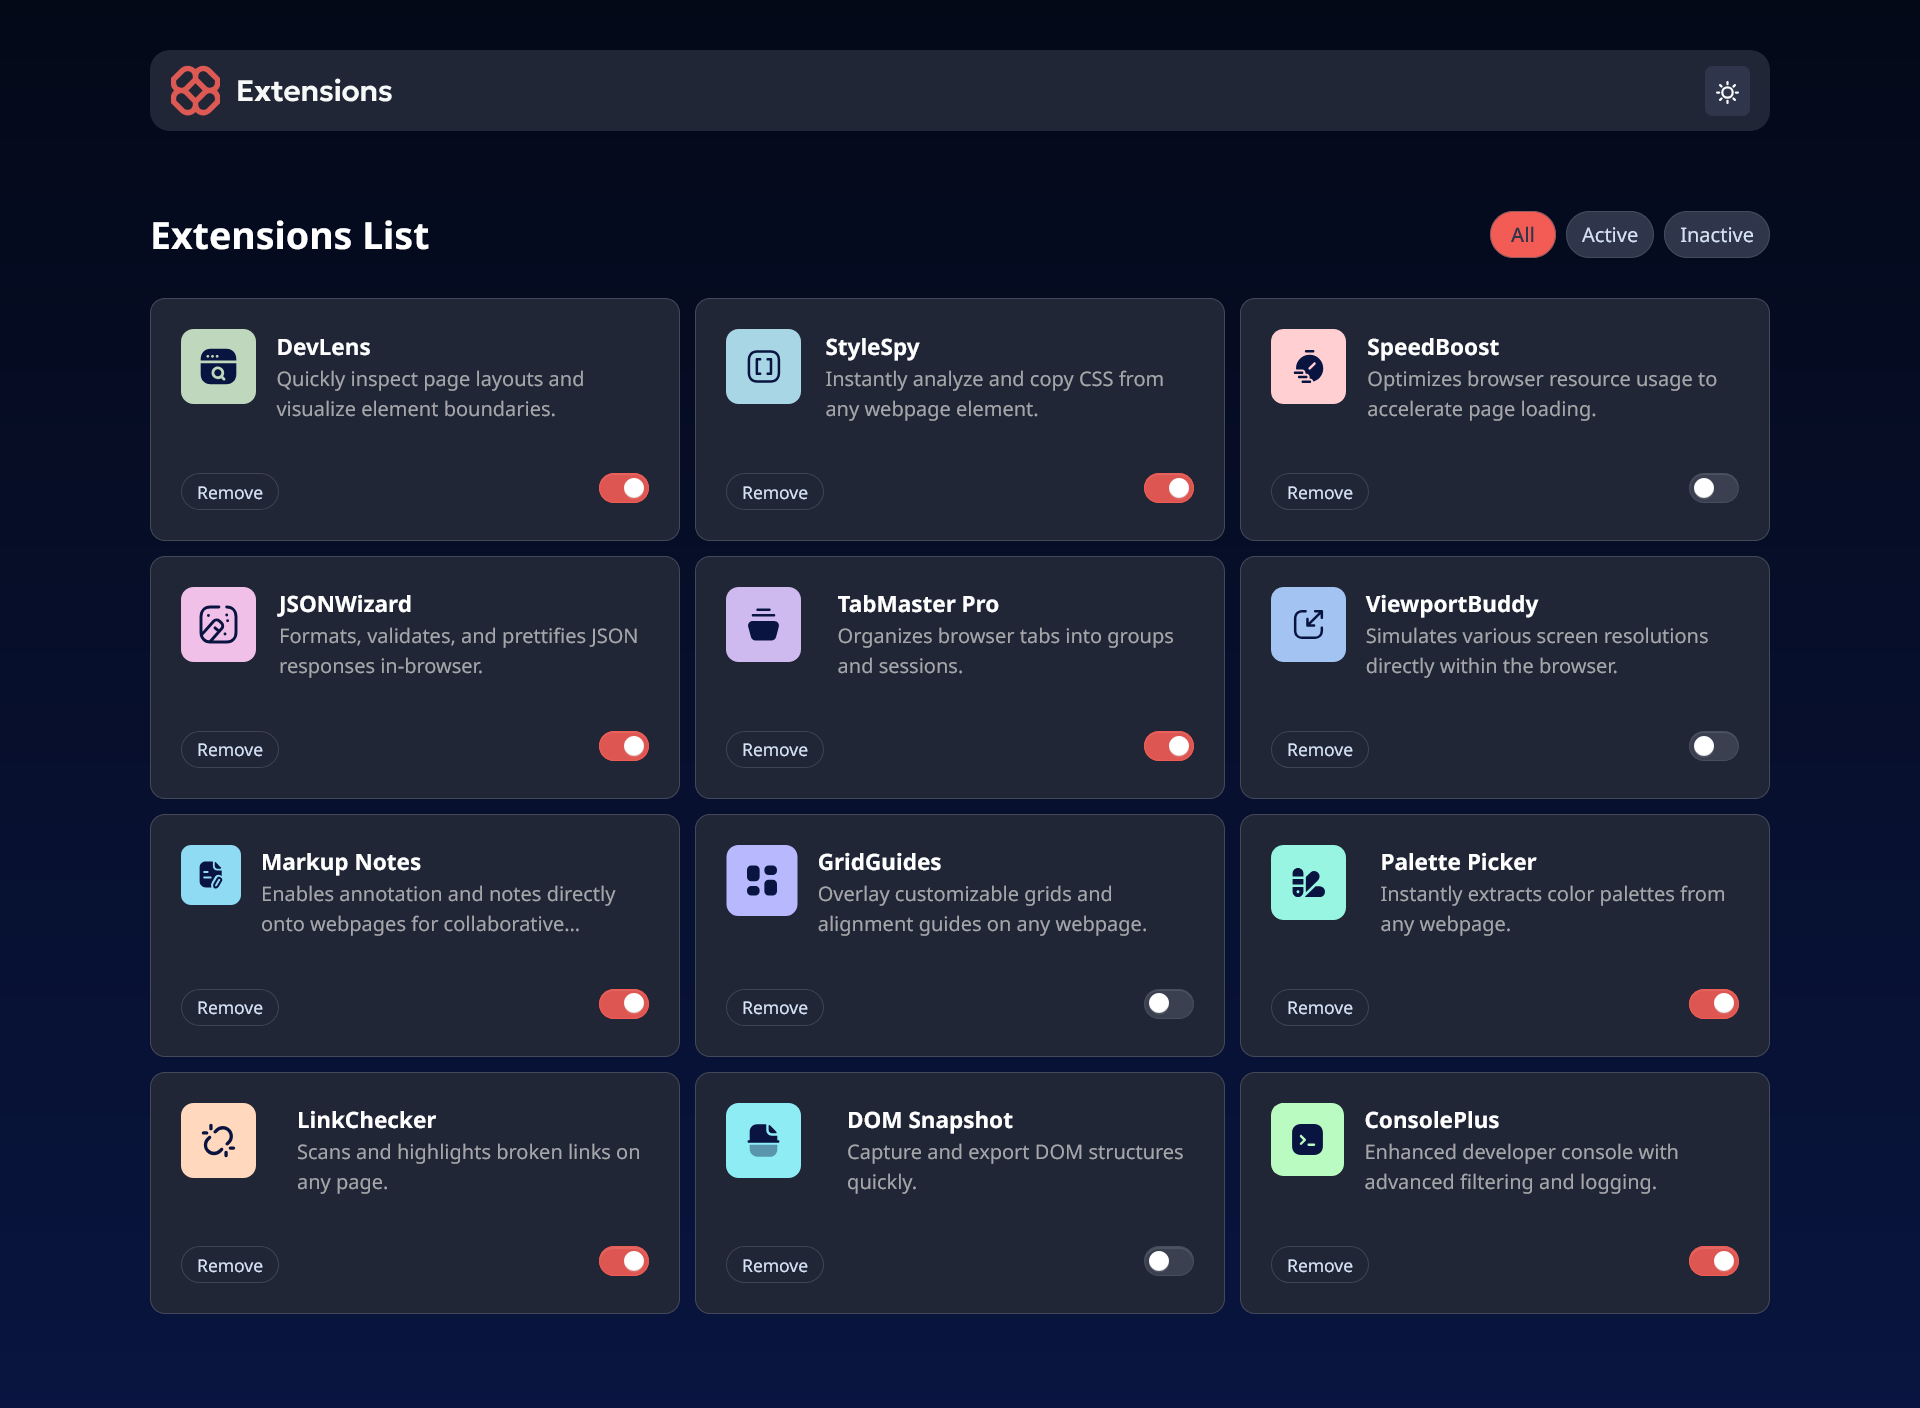 Extensions
Extensions List
All
Active
Inactive
DevLens
Quickly inspect page layouts and
visualize element boundaries.
Remove
StyleSpy
Instantly analyze and copy CSS from
any webpage element.
Remove
SpeedBoost
Optimizes browser resource usage to
accelerate page loading.
Remove
JSONWizard
Formats, validates, and prettifies JSON
responses in-browser.
Remove
TabMaster Pro
Organizes browser tabs into groups
and sessions.
Remove
ViewportBuddy
Simulates various screen resolutions
directly within the browser.
Remove
Markup Notes
Enables annotation and notes directly
onto webpages for collaborative...
Remove
GridGuides
Overlay customizable grids and
alignment guides on any webpage.
Remove
Palette Picker
Instantly extracts color palettes from
any webpage.
Remove
LinkChecker
Scans and highlights broken links on
any page.
Remove
DOM Snapshot
Capture and export DOM structures
quickly.
Remove
ConsolePlus
Enhanced developer console with
advanced filtering and logging.
Remove